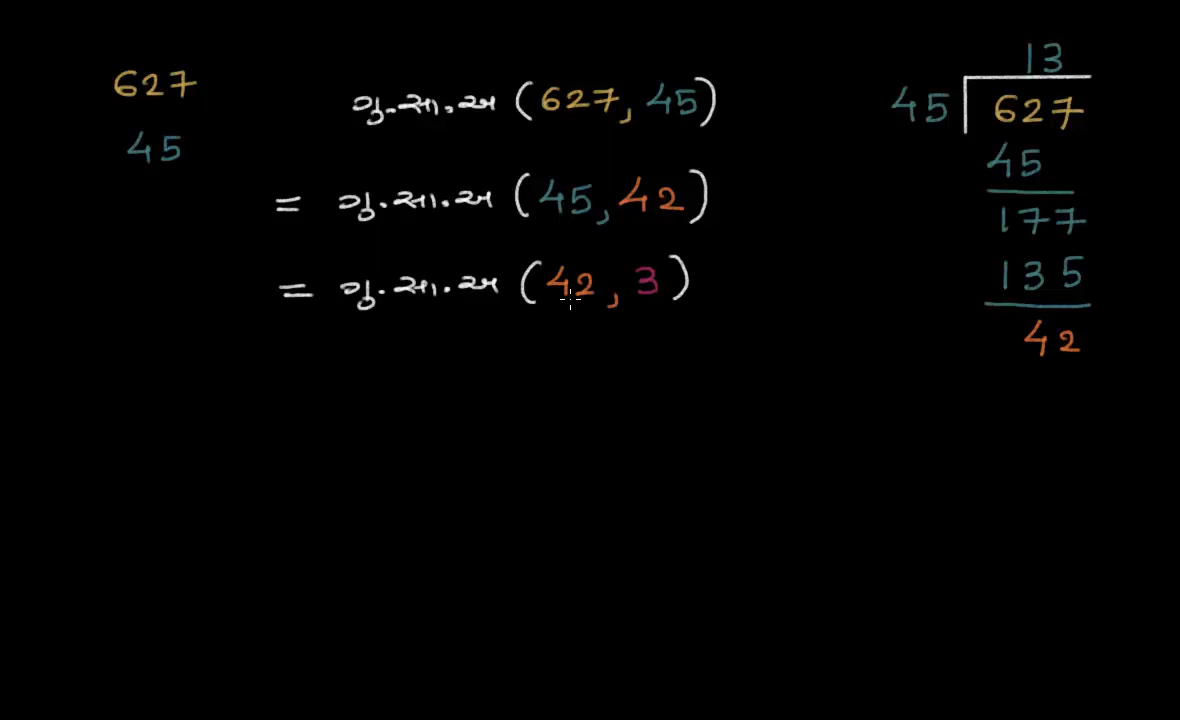 627
45
ગુ.સા.અ (627, 45)
= ગુ.સા.અ (45, 42)
= ગુ.સા.અ (42, 3)
13
45 627
45
177
135
42